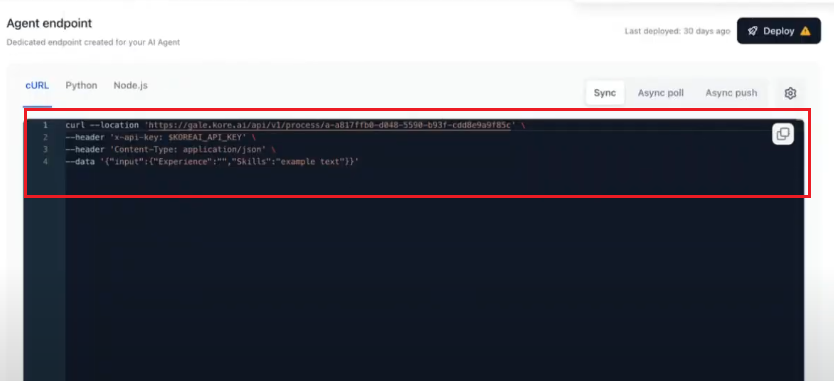 Agent endpoint
Dedicated endpoint created for your AI Agent
Last deployed: 30 days ago
Deploy
cURL Python Node.js
Sync Async poll Async push
1 curl --location 'https://gale.kore.ai/api/v1/process/a-a817ffb0-d048-5590-b93f-cdd8e9a9f85c' \
2 --header 'x-api-key: $KOREAI_API_KEY' \
3 --header 'Content-Type: application/json' \
4 --data '{"input":{"Experience":"","Skills":"example text"}}'